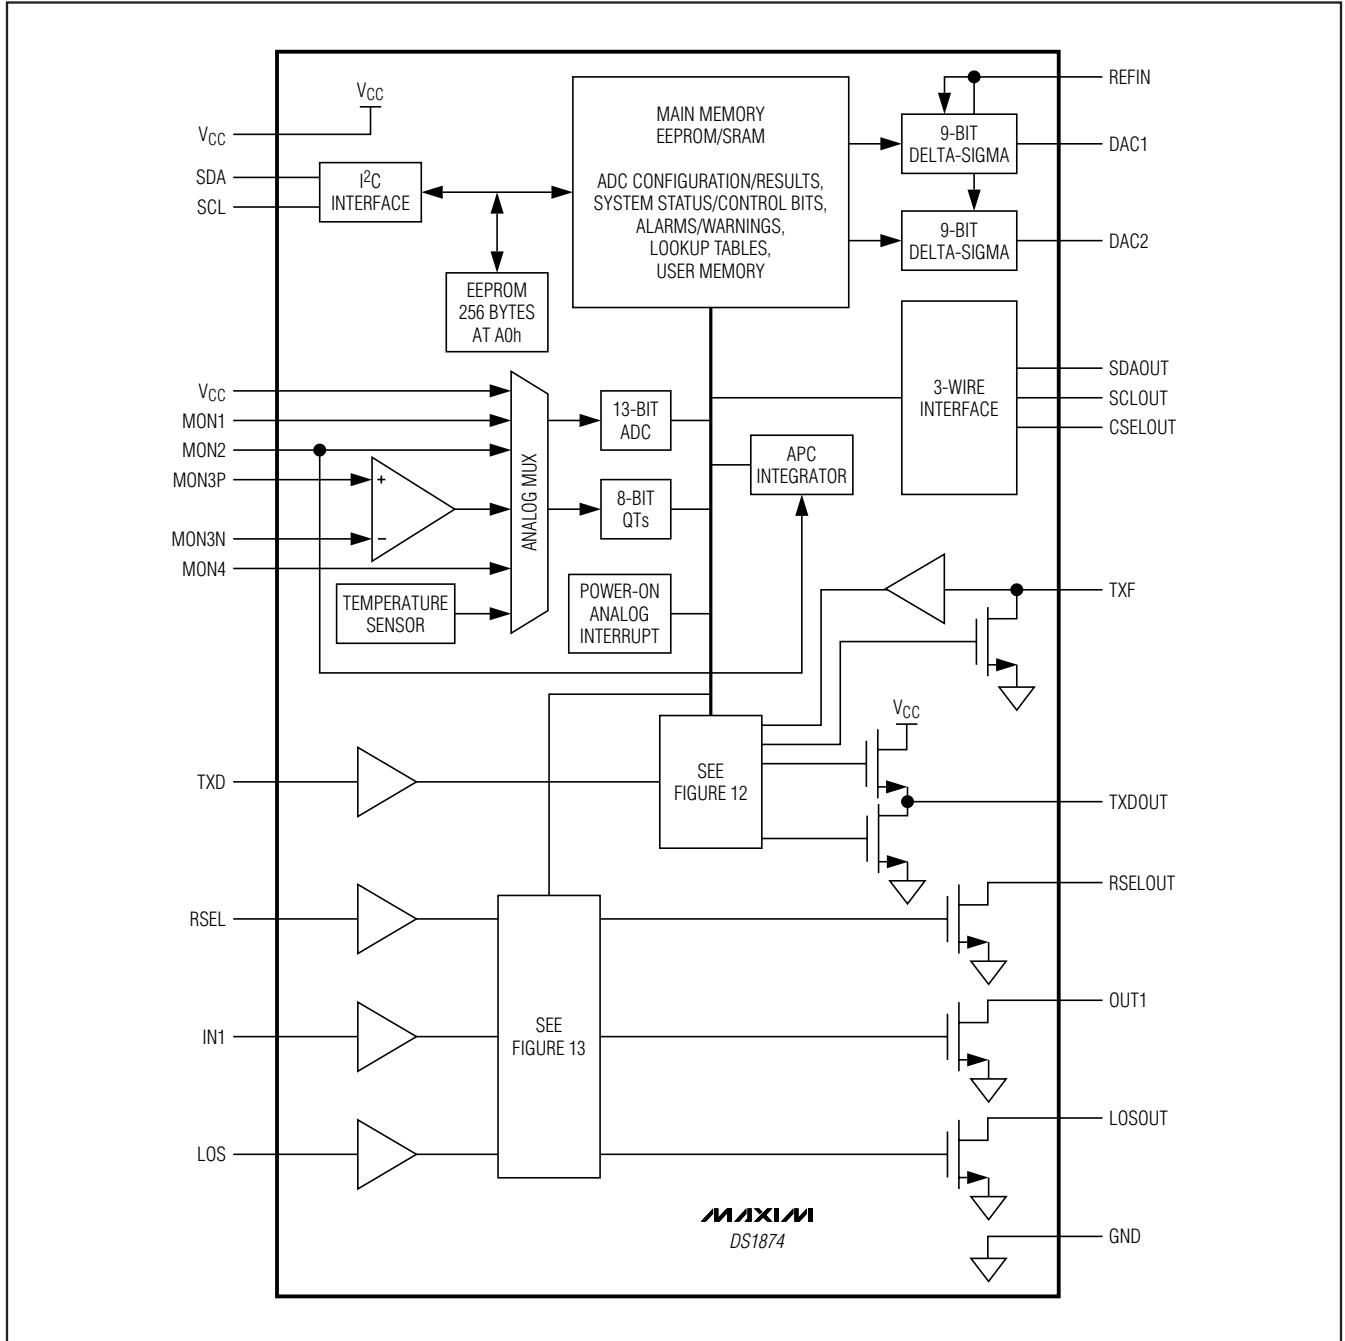 REFIN
V_CC
V_CC
MAIN MEMORY
EEPROM/SRAM
ADC CONFIGURATION/RESULTS,
SYSTEM STATUS/CONTROL BITS,
ALARMS/WARNINGS,
LOOKUP TABLES,
USER MEMORY
9-BIT
DELTA-SIGMA
DAC1
SDA
SCL
I²C
INTERFACE
9-BIT
DELTA-SIGMA
DAC2
EEPROM
256 BYTES
AT A0h
V_CC
MON1
MON2
MON3P
MON3N
MON4
+
−
ANALOG MUX
13-BIT
ADC
8-BIT
QTs
TEMPERATURE
SENSOR
POWER-ON
ANALOG
INTERRUPT
APC
INTEGRATOR
3-WIRE
INTERFACE
SDAOUT
SCLOUT
CSELOUT
TXF
V_CC
TXD
SEE
FIGURE 12
TXDOUT
RSEL
RSELOUT
IN1
SEE
FIGURE 13
OUT1
LOS
LOSOUT
MAXIM
DS1874
GND